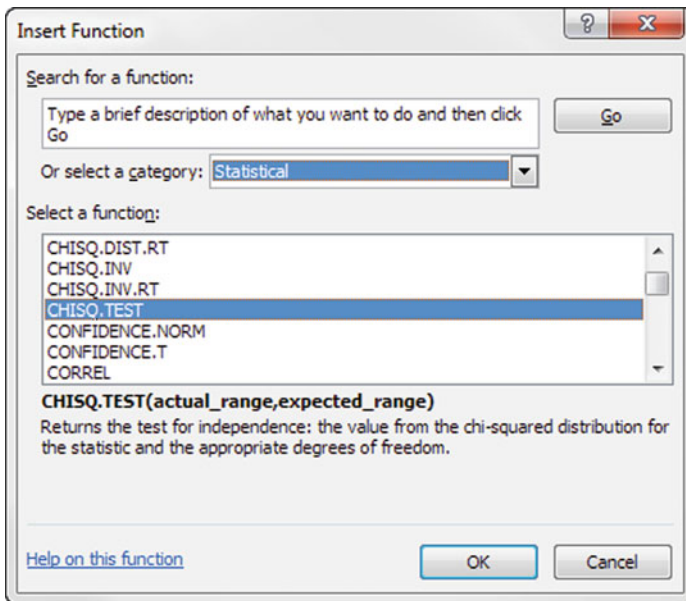 Insert Function
Search for a function:
Type a brief description of what you want to do and then click
Go
Go
Or select a category: Statistical
Select a function:
CHISQ.DIST.RT
CHISQ.INV
CHISQ.INV.RT
CHISQ.TEST
CONFIDENCE.NORM
CONFIDENCE.T
CORREL
CHISQ.TEST(actual_range,expected_range)
Returns the test for independence: the value from the chi-squared distribution for
the statistic and the appropriate degrees of freedom.
Help on this function
OK
Cancel